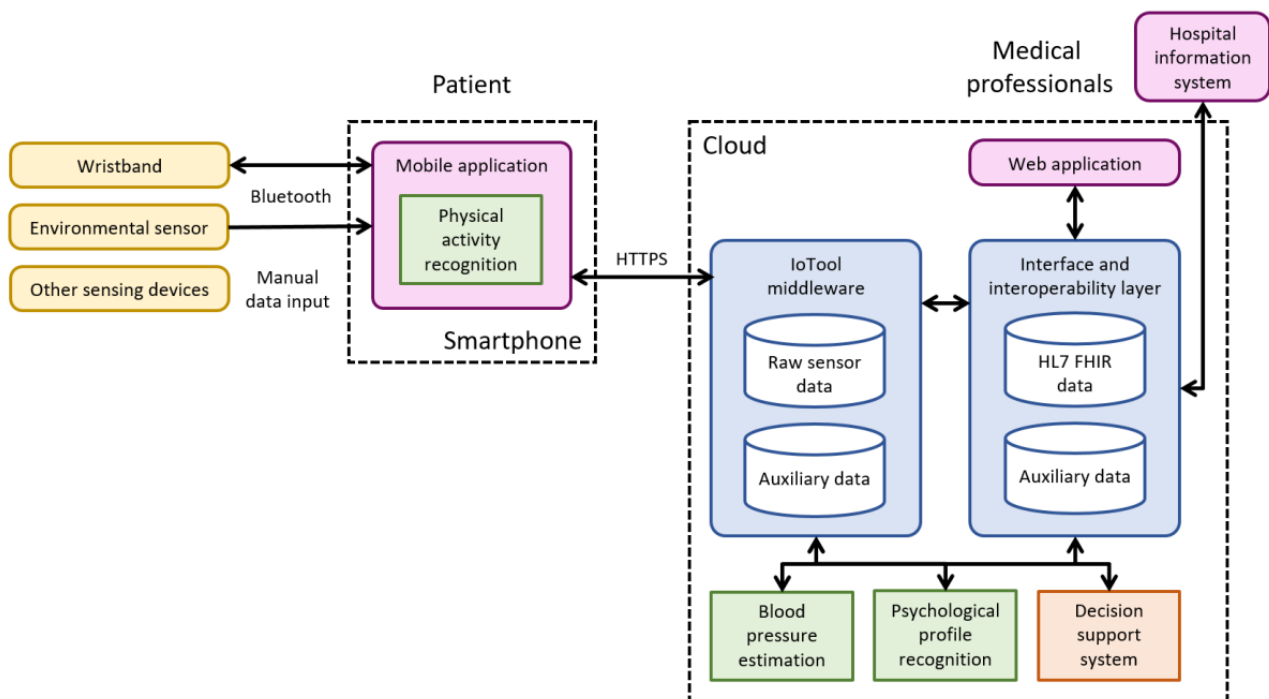 Hospital
information
system
Medical
professionals
Patient
Cloud
Wristband
Mobile application
Web application
Bluetooth
Environmental sensor
Physical
activity
recognition
HTTPS
IoTool
middleware
Interface and
interoperability layer
Other sensing devices
Manual
data input
Smartphone
Raw sensor
data
HL7 FHIR
data
Auxiliary data
Auxiliary data
Blood
pressure
estimation
Psychological
profile
recognition
Decision
support
system